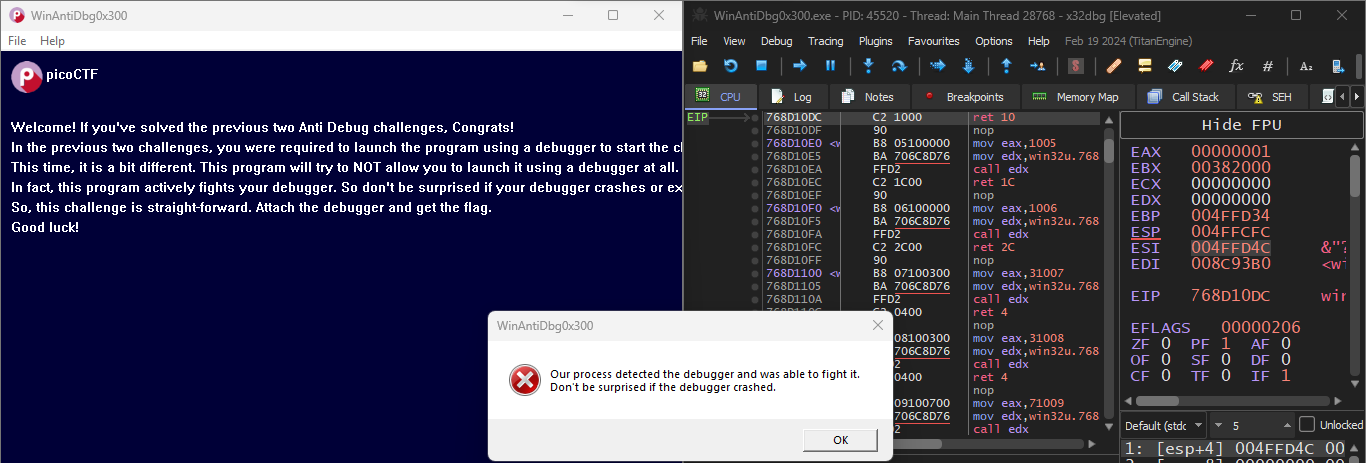 WinAntiDbg0x300
File Help
picoCTF
Welcome! If you've solved the previous two Anti Debug challenges, Congrats!
In the previous two challenges, you were required to launch the program using a debugger to start the
This time, it is a bit different. This program will try to NOT allow you to launch it using a debugger at all.
In fact, this program actively fights your debugger. So don't be surprised if your debugger crashes or
So, this challenge is straight-forward. Attach the debugger and get the flag.
Good luck!
WinAntiDbg0x300
Our process detected the debugger and was able to fight it.
Don't be surprised if the debugger crashed.
OK
WinAntiDbg0x300.exe - PID: 45520 - Thread: Main Thread 28768 - x32dbg [Elevated]
File View Debug Tracing Plugins Favourites Options Help Feb 19 2024 (TitanEngine)
CPU Log Notes Breakpoints Memory Map Call Stack SEH
EIP 768D10DC C2 1000 ret 10
768D10DF 90 nop
768D10E0 <w B8 05100000 mov eax,1005
768D10E5 BA 706C8D76 mov edx,win32u.768
768D10EA FFD2 call edx
768D10EC C2 1C00 ret 1C
768D10EF 90 nop
768D10F0 <w B8 06100000 mov eax,1006
768D10F5 BA 706C8D76 mov edx,win32u.768
768D10FA FFD2 call edx
768D10FC C2 2C00 ret 2C
768D10FF 90 nop
768D1100 <w B8 07100300 mov eax,31007
768D1105 BA 706C8D76 mov edx,win32u.768
768D110A FFD2 call edx
0400 ret 4
nop
08100300 mov eax,31008
706C8D76 mov edx,win32u.768
call edx
0400 ret 4
nop
09100700 mov eax,71009
706C8D76 mov edx,win32u.768
call edx
Hide FPU
EAX 00000001
EBX 00382000
ECX 00000000
EDX 00000000
EBP 004FFD34
ESP 004FFCFC
ESI 004FFD4C
EDI 008C93B0
EIP 768D10DC win
EFLAGS 00000206
ZF 0 PF 1 AF 0
OF 0 SF 0 DF 0
CF 0 TF 0 IF 1
Default (stdc 5 Unlocked
1: [esp+4] 004FFD4C 00